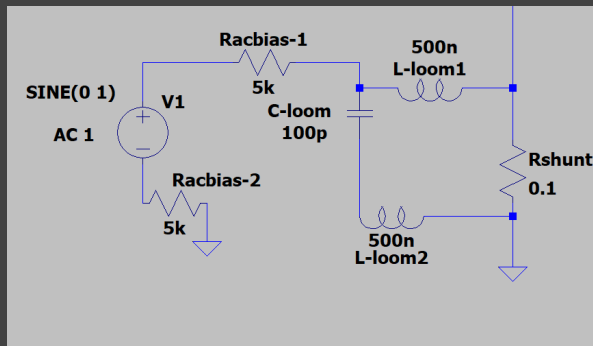 Racbias-1
5k
500n
L-loom1
SINE(0 1)
V1
AC 1
C-loom
100p
Rshunt
0.1
Racbias-2
5k
500n
L-loom2